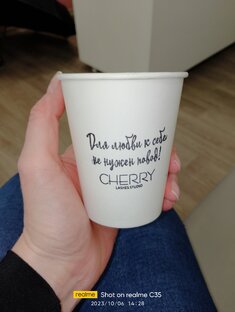 Для любви к себе
не нужен повод!
CHERRY
LASHES.STUDIO
realme
Shot on realme C35
2023/10/06 14:28